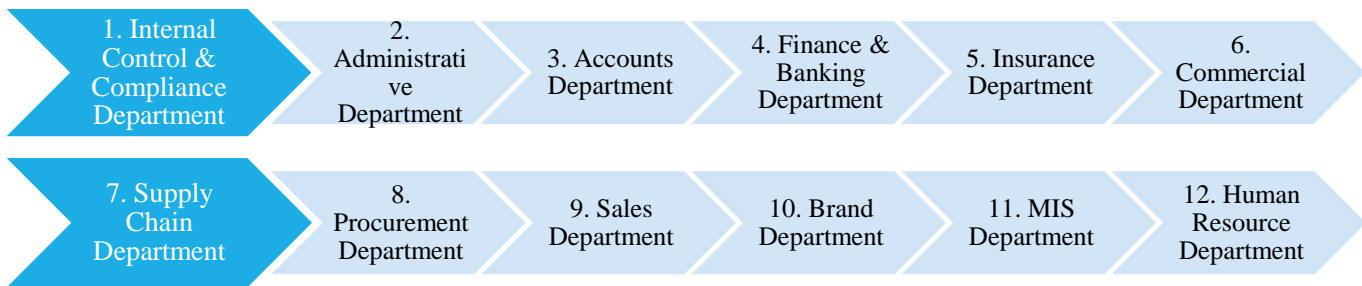 1. Internal
Control &
Compliance
Department
2.
Administrati
ve
Department
3. Accounts
Department
4. Finance &
Banking
Department
5. Insurance
Department
6.
Commercial
Department
7. Supply
Chain
Department
8.
Procurement
Department
9. Sales
Department
10. Brand
Department
11. MIS
Department
12. Human
Resource
Department